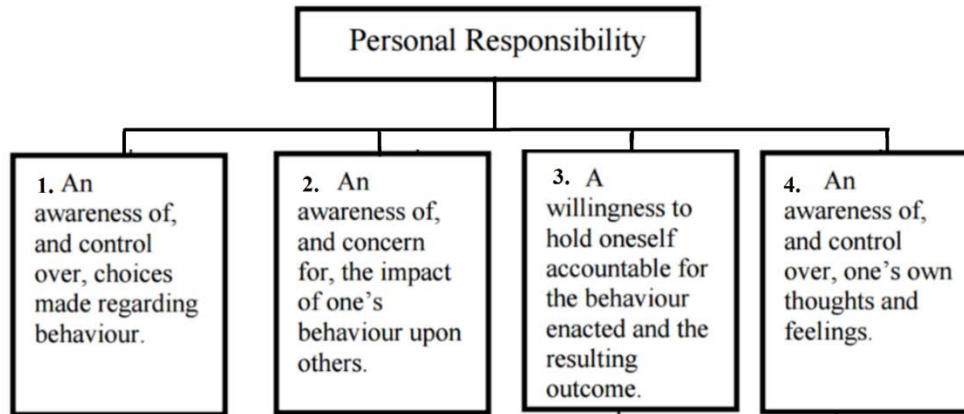 Personal Responsibility
1. An
awareness of,
and control
over, choices
made regarding
behaviour.
2. An
awareness of,
and concern
for, the impact
of one's
behaviour upon
others.
3. A
willingness to
hold oneself
accountable for
the behaviour
enacted and the
resulting
outcome.
4. An
awareness of,
and control
over, one's own
thoughts and
feelings.